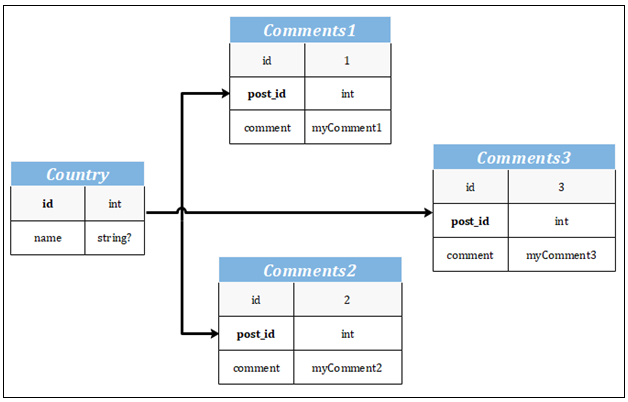 Comments1
id 1
post_id int
comment myComment1
Country
id int
name string?
Comments3
id 3
post_id int
comment myComment3
Comments2
id 2
post_id int
comment myComment2